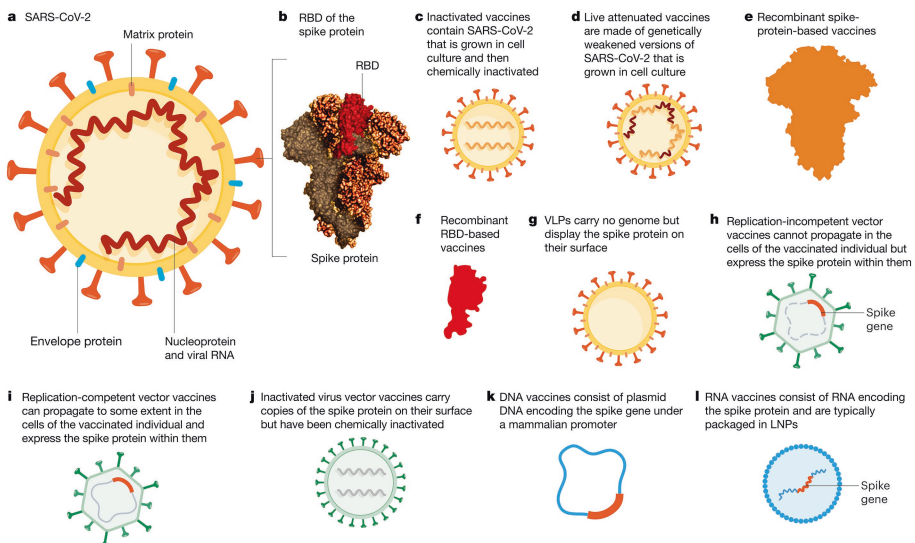 a SARS-CoV-2
Matrix protein
Envelope protein
Nucleoprotein
and viral RNA
b RBD of the
spike protein
RBD
Spike protein
c Inactivated vaccines
contain SARS-CoV-2
that is grown in cell
culture and then
chemically inactivated
d Live attenuated vaccines
are made of genetically
weakened versions of
SARS-CoV-2 that is
grown in cell culture
e Recombinant spike-
protein-based vaccines
f Recombinant
RBD-based
vaccines
g VLPs carry no genome but
display the spike protein on
their surface
h Replication-incompetent vector
vaccines cannot propagate in the
cells of the vaccinated individual but
express the spike protein within them
Spike
gene
i Replication-competent vector vaccines
can propagate to some extent in the
cells of the vaccinated individual and
express the spike protein within them
j Inactivated virus vector vaccines carry
copies of the spike protein on their surface
but have been chemically inactivated
k DNA vaccines consist of plasmid
DNA encoding the spike gene under
a mammalian promoter
l RNA vaccines consist of RNA encoding
the spike protein and are typically
packaged in LNPs
Spike
gene